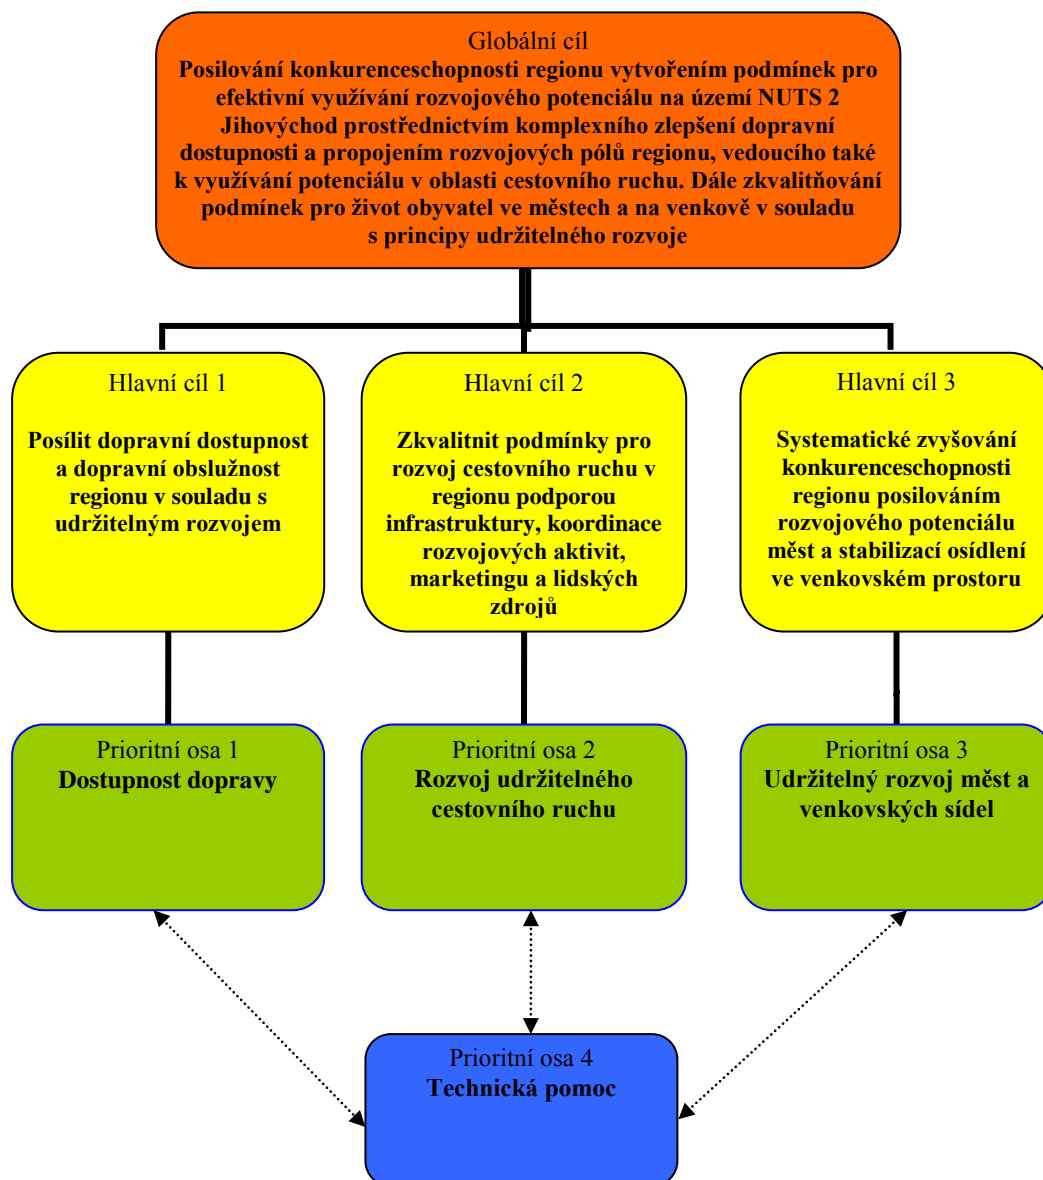 Globální cíl
Posilování konkurenceschopnosti regionu vytvořením podmínek pro
efektivní využívání rozvojového potenciálu na území NUTS 2
Jihovýchod prostřednictvím komplexního zlepšení dopravní
dostupnosti a propojením rozvojových pólů regionu, vedoucího také
k využívání potenciálu v oblasti cestovního ruchu. Dále zkvalitňování
podmínek pro život obyvatel ve městech a na venkově v souladu
s principy udržitelného rozvoje
Hlavní cíl 1
Posílit dopravní dostupnost
a dopravní obslužnost
regionu v souladu s
udržitelným rozvojem
Hlavní cíl 2
Zkvalitnit podmínky pro
rozvoj cestovního ruchu v
regionu podporou
infrastruktury, koordinace
rozvojových aktivit,
marketingu a lidských
zdrojů
Hlavní cíl 3
Systematické zvyšování
konkurenceschopnosti
regionu posilováním
rozvojového potenciálu
měst a stabilizací osídlení
ve venkovském prostoru
Prioritní osa 1
Dostupnost dopravy
Prioritní osa 2
Rozvoj udržitelného
cestovního ruchu
Prioritní osa 3
Udržitelný rozvoj měst a
venkovských sídel
Prioritní osa 4
Technická pomoc